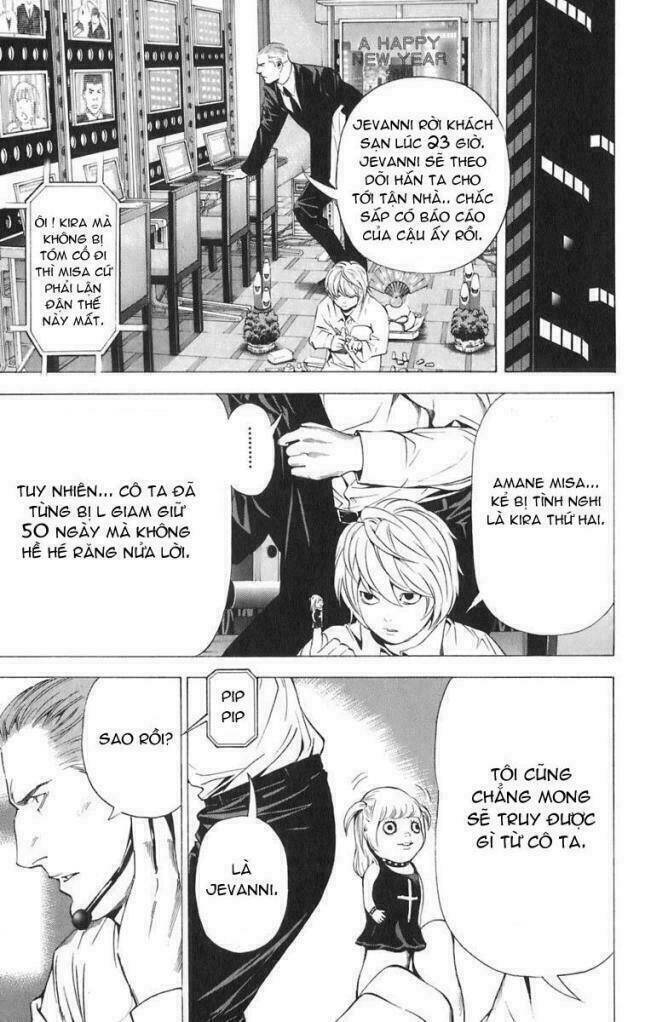 A HAPPY
NEW YEAR
JEVANNI RỜI KHÁCH
SẠN LÚC 23 GIỜ.
JEVANNI SẼ THEO
DÕI HẮN TA CHO
TỚI TẬN NHÀ.. CHẮC
SẮP CÓ BÁO CÁO
CỦA CẬU ẤY RỒI.
ÔI! KIRA MÀ
KHÔNG BỊ
TÓM CỔ ĐI
THÌ MISA CỨ
PHẢI LẬN
ĐẬN THẾ
NÀY MẤT.
AMANE MISA...
KẺ BỊ TÌNH NGHI
LÀ KIRA THỨ HAI.
.........
TUY NHIÊN... CÔ TA ĐÃ
TỪNG BỊ L GIAM GIỮ
50 NGÀY MÀ KHÔNG
HỀ HÉ RĂNG NỬA LỜI.
TÔI CŨNG
CHẲNG MONG
SẼ TRUY ĐƯỢC
GÌ TỪ CÔ TA.
PIP
PIP
LÀ
JEVANNI.
SAO RỒI?